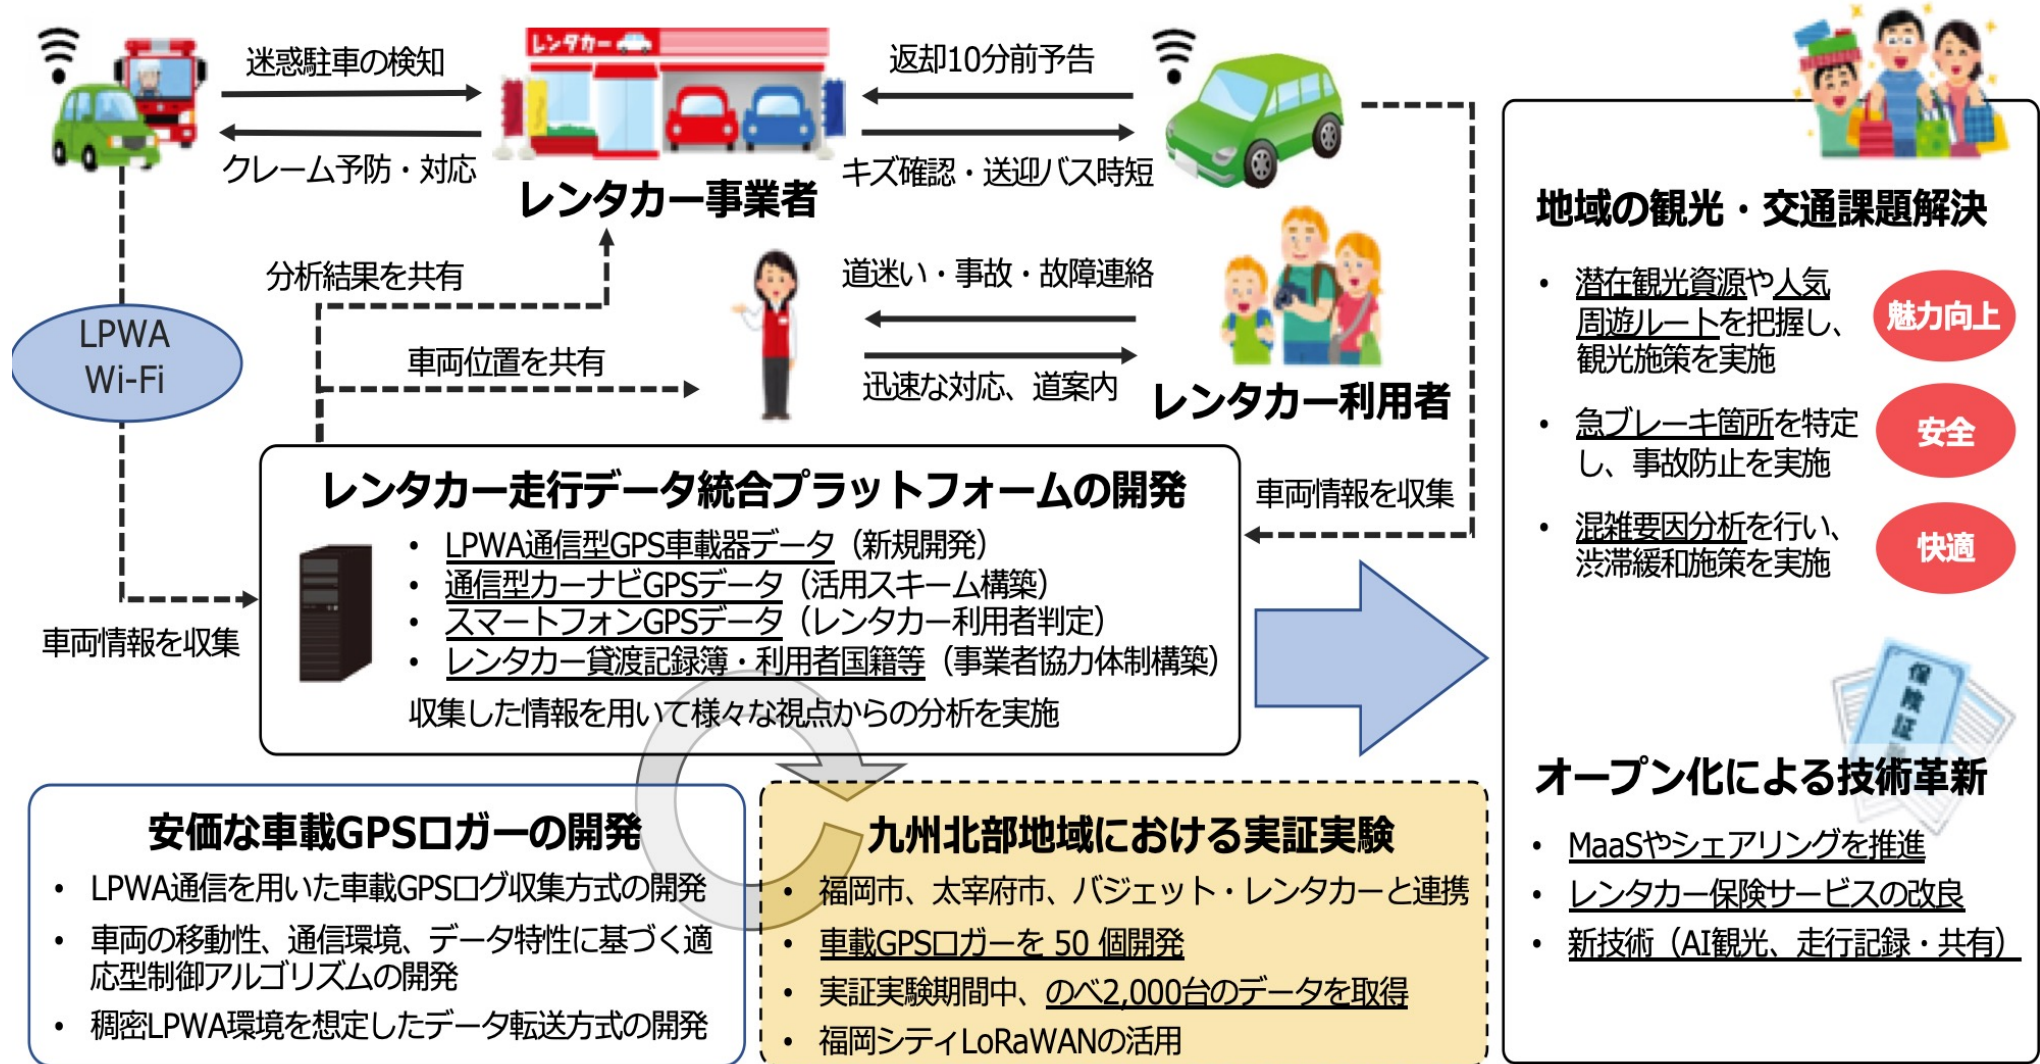 迷惑駐車の検知
クレーム予防・対応
レンタカー
レンタカー事業者
返却10分前予告
キズ確認・送迎バス時短
分析結果を共有
車両位置を共有
道迷い・事故・故障連絡
迅速な対応、道案内
レンタカー利用者
LPWA
Wi-Fi
車両情報を収集
車両情報を収集
レンタカー走行データ統合プラットフォームの開発
• LPWA通信型GPS車載器データ（新規開発）
• 通信型カーナビGPSデータ（活用スキーム構築）
• スマートフォンGPSデータ（レンタカー利用者判定）
• レンタカー貸渡記録簿・利用者国籍等（事業者協力体制構築）
収集した情報を用いて様々な視点からの分析を実施
安価な車載GPSロガーの開発
• LPWA通信を用いた車載GPSログ収集方式の開発
• 車両の移動性、通信環境、データ特性に基づく適
応型制御アルゴリズムの開発
• 稠密LPWA環境を想定したデータ転送方式の開発
九州北部地域における実証実験
• 福岡市、太宰府市、バジェット・レンタカーと連携
• 車載GPSロガーを 50 個開発
• 実証実験期間中、のべ2,000台のデータを取得
• 福岡シティLoRaWANの活用
地域の観光・交通課題解決
• 潜在観光資源や人気
周遊ルートを把握し、
観光施策を実施
魅力向上
• 急ブレーキ箇所を特定
し、事故防止を実施
安全
• 混雑要因分析を行い、
渋滞緩和施策を実施
快適
保険証
オープン化による技術革新
• MaaSやシェアリングを推進
• レンタカー保険サービスの改良
• 新技術（AI観光、走行記録・共有）